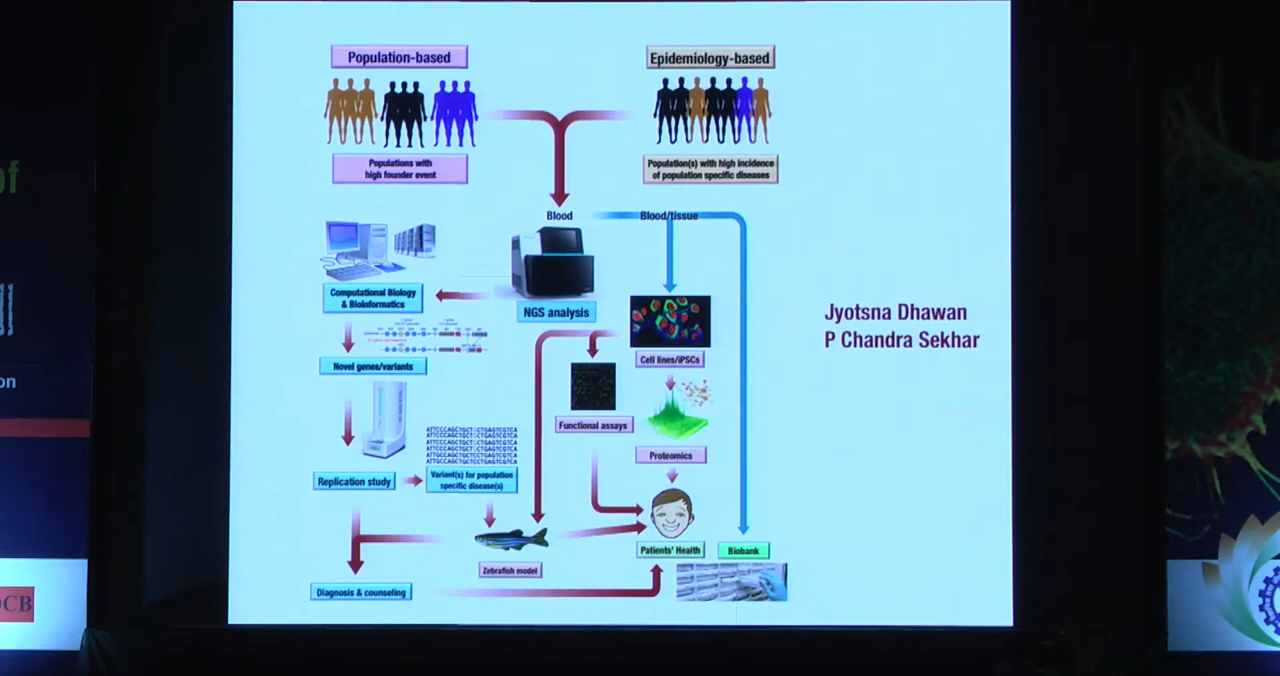 Population-based
Epidemiology-based
Populations with
high founder event
Population(s) with high incidence
of population specific diseases
Blood
Blood/tissue
Computational Biology
& Bioinformatics
NGS analysis
Jyotsna Dhawan
P Chandra Sekhar
Novel genes/variants
Cell lines/iPSCs
Functional assays
Proteomics
Replication study
Variant(s) for population
specific disease(s)
Patients' Health
Biobank
Zebrafish model
Diagnosis & counseling
of
on